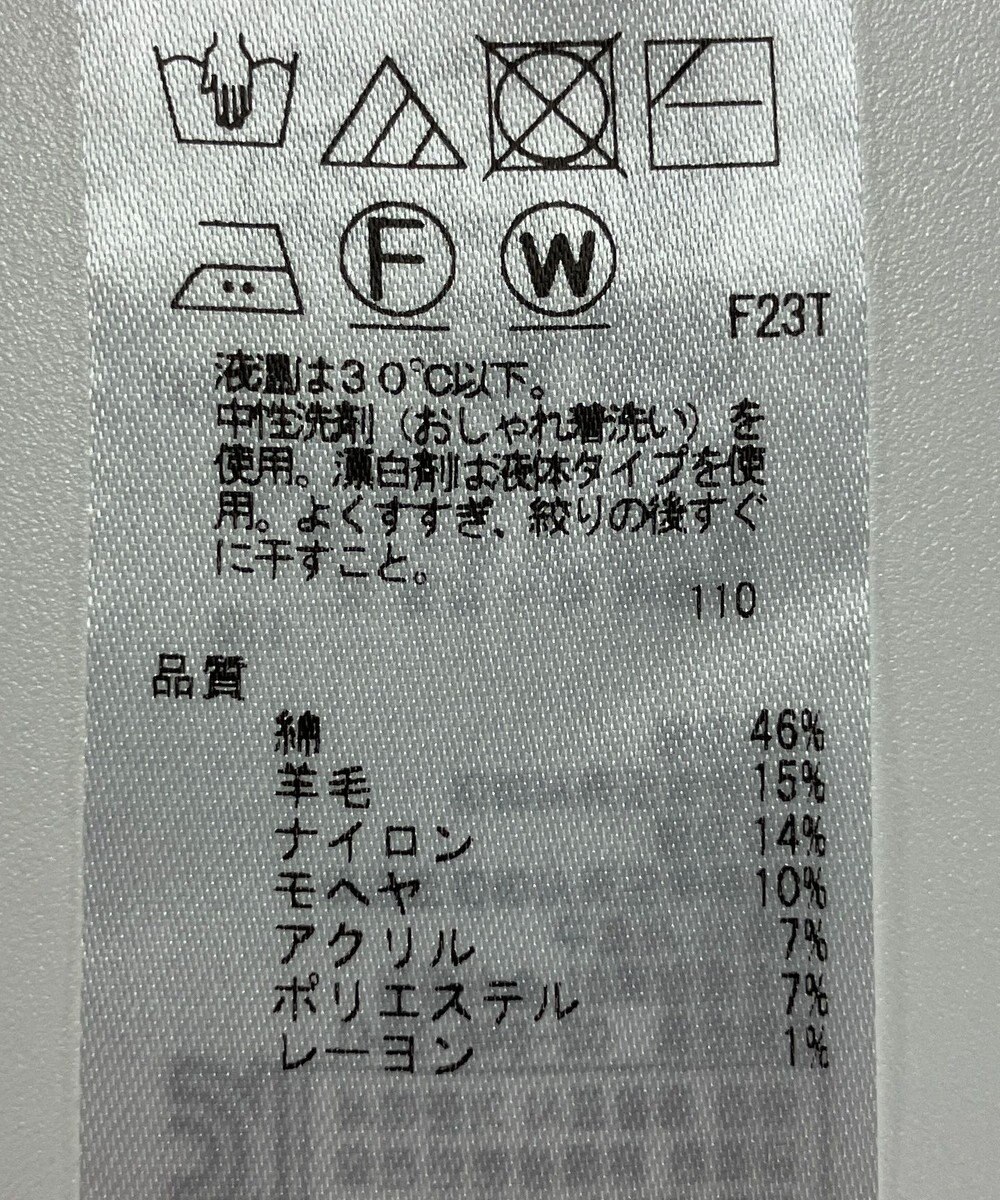 F
W
F23T
液温は30℃以下。
中性洗剤（おしゃれ着洗い）を
使用。漂白剤は液体タイプを使
用。よくすすぎ、絞りの後すぐ
に干すこと。
110
品質
綿 46%
羊毛 15%
ナイロン 14%
モヘヤ 10%
アクリル 7%
ポリエステル 7%
レーヨン 1%